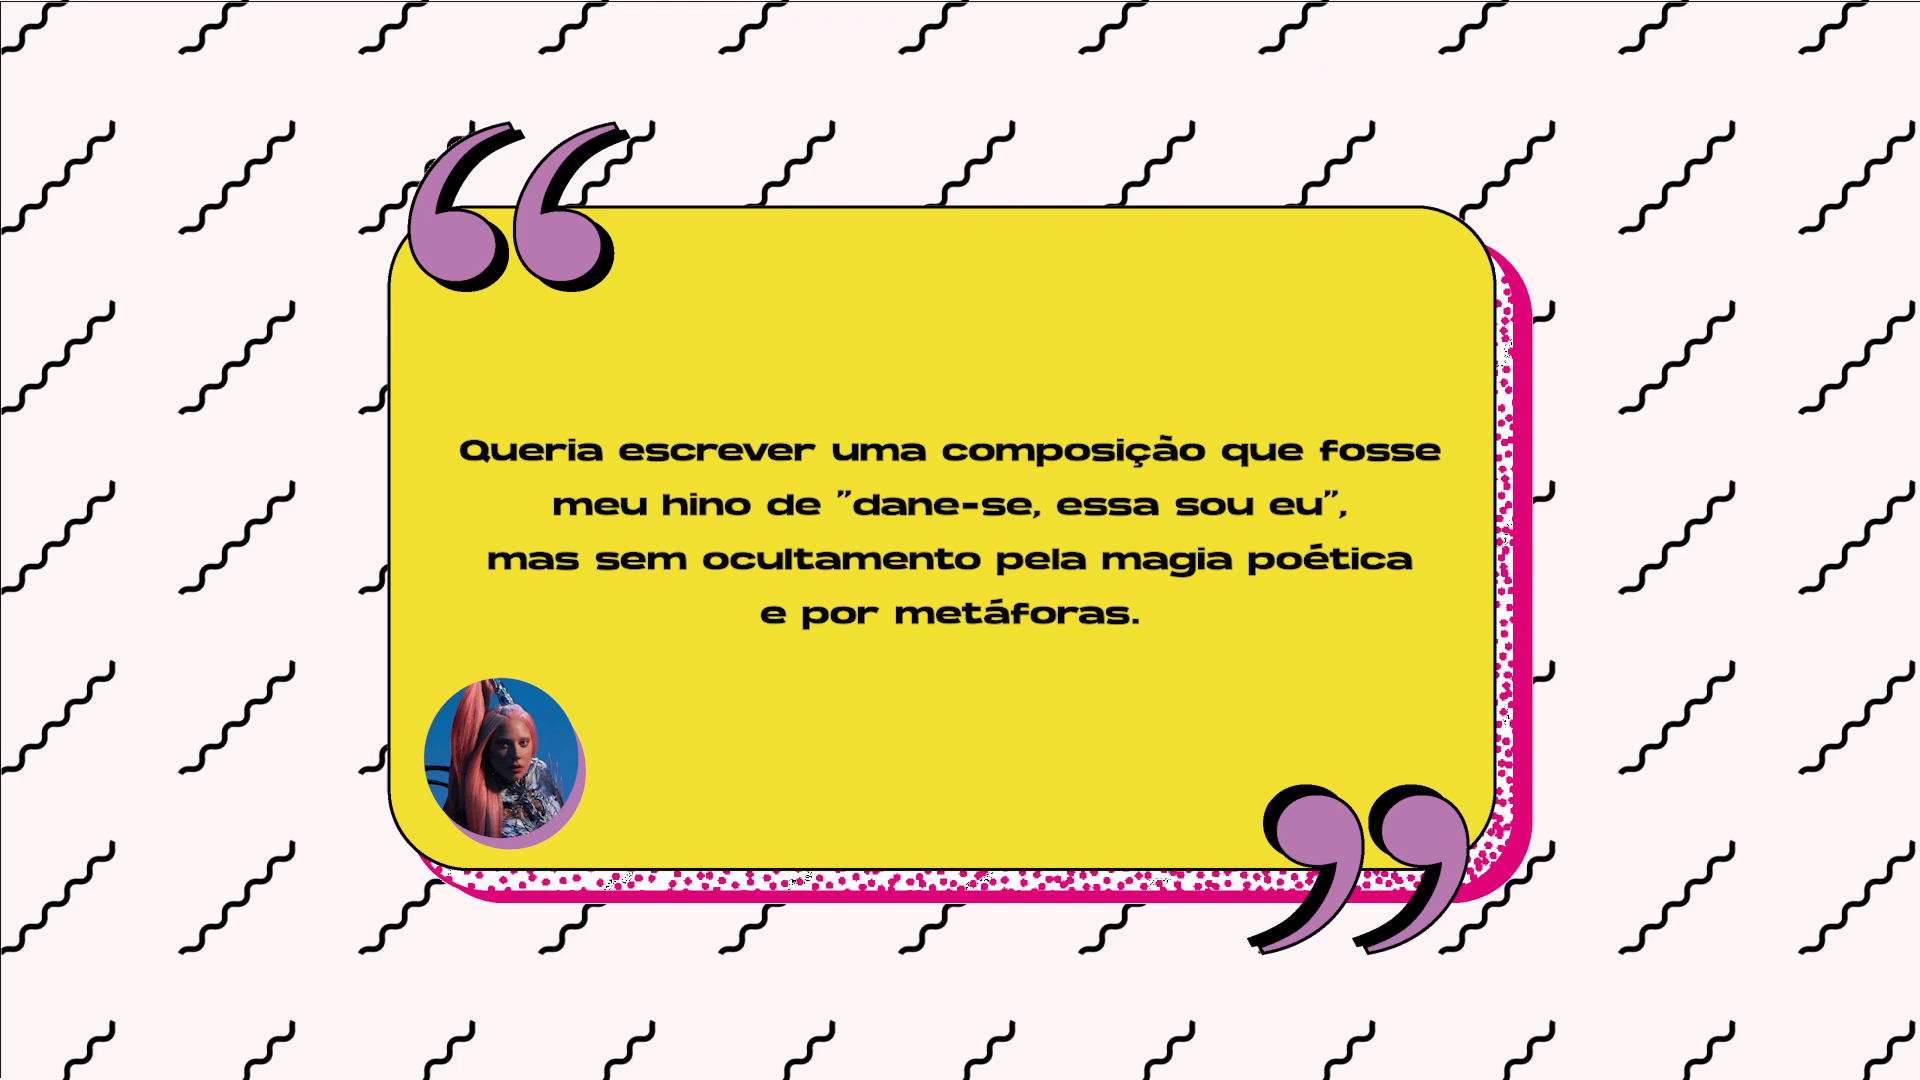 Queria escrever uma composição que fosse
meu hino de "dane-se, essa sou eu",
mas sem ocultamento pela magia poética
e por metáforas.